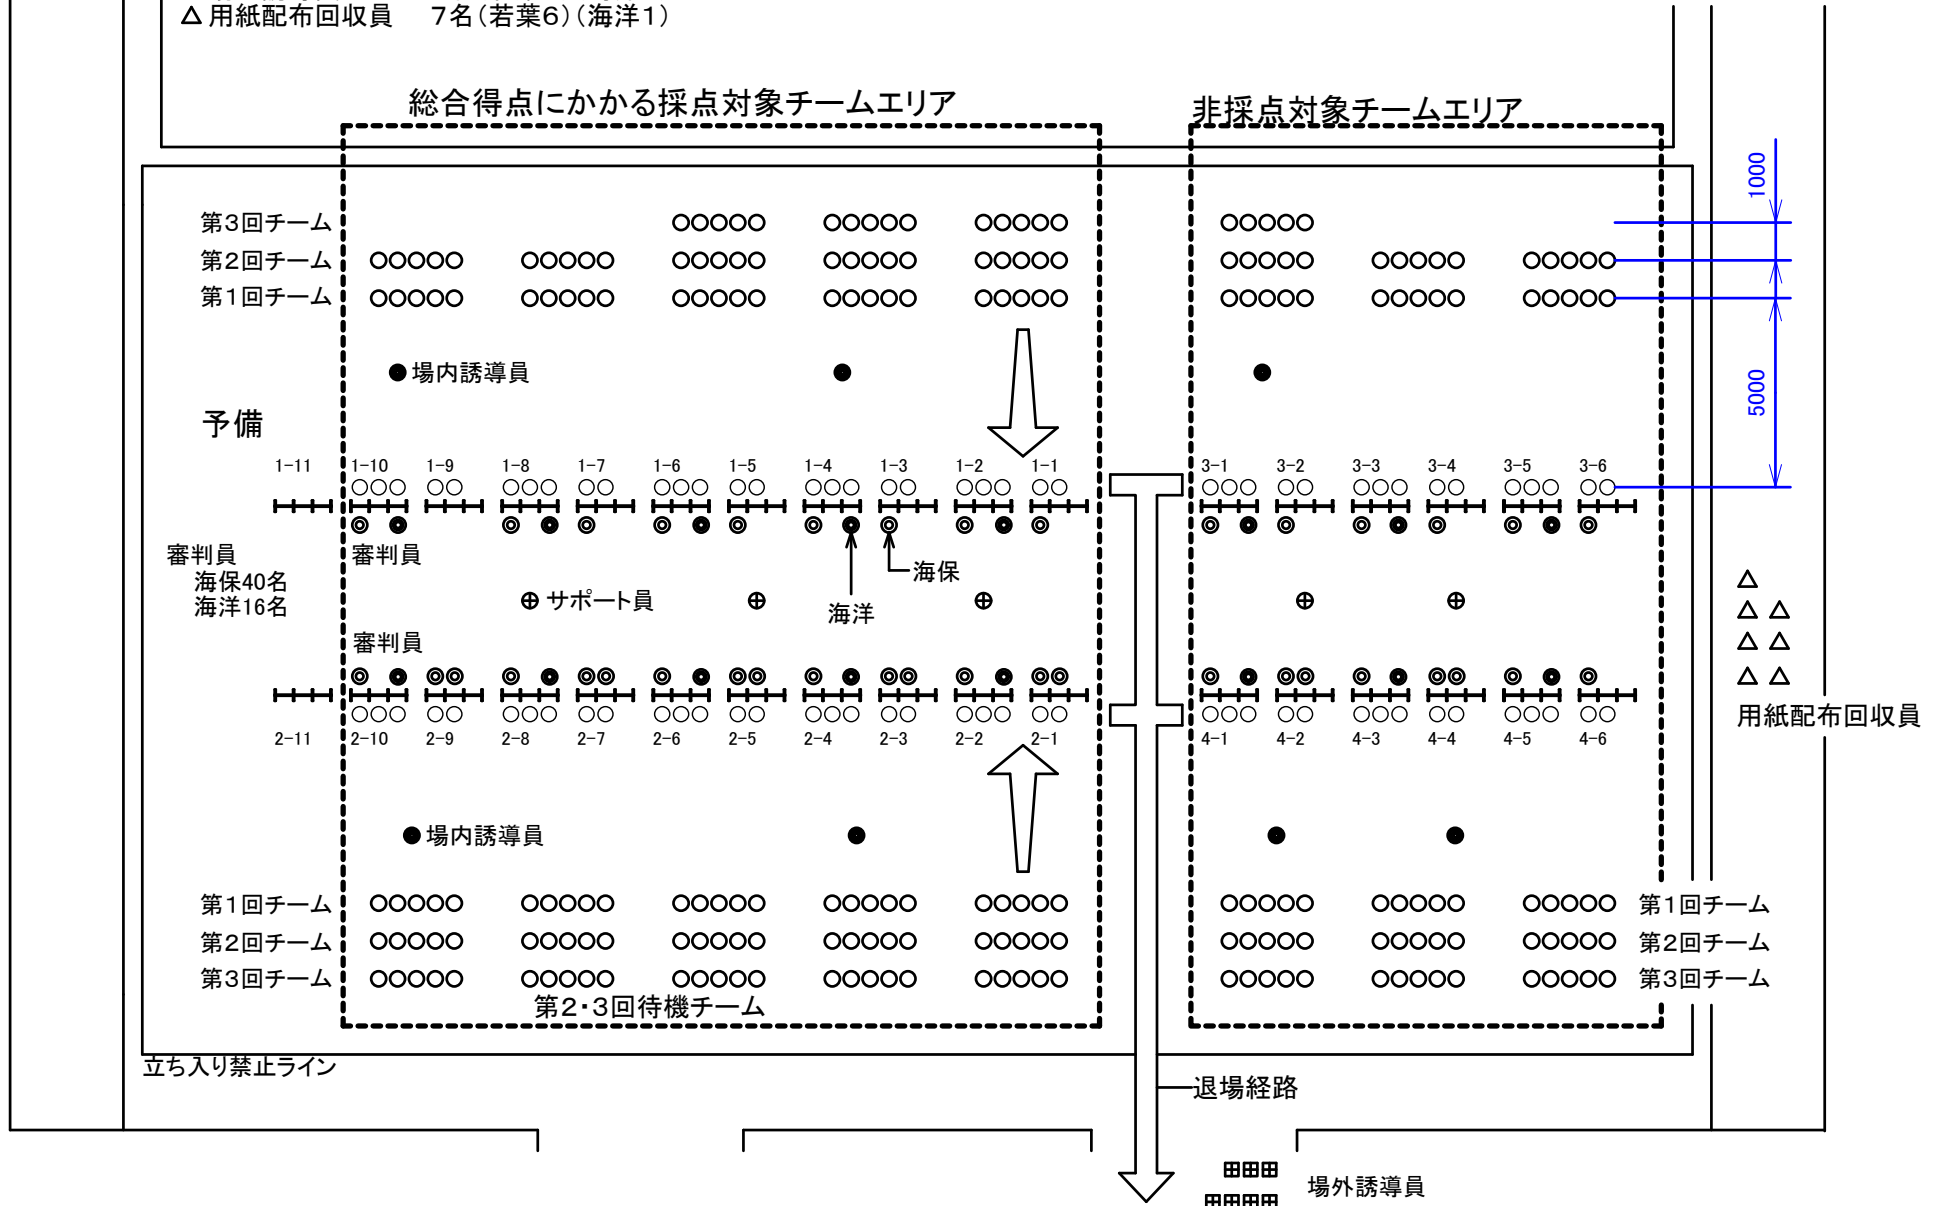 △ 用紙配布回収員　7名(若葉6)(海洋1)
総合得点にかかる採点対象チームエリア
非採点対象チームエリア
1000
第3回チーム
第2回チーム
第1回チーム
●場内誘導員
5000
予備
1-11 1-10 1-9 1-8 1-7 1-6 1-5 1-4 1-3 1-2 1-1 3-1 3-2 3-3 3-4 3-5 3-6
審判員
海保40名
海洋16名
審判員
海保
海洋
サポート員
審判員
用紙配布回収員
2-11 2-10 2-9 2-8 2-7 2-6 2-5 2-4 2-3 2-2 2-1 4-1 4-2 4-3 4-4 4-5 4-6
●場内誘導員
第1回チーム
第2回チーム
第3回チーム
第1回チーム
第2回チーム
第3回チーム
第2・3回待機チーム
立ち入り禁止ライン
退場経路
場外誘導員